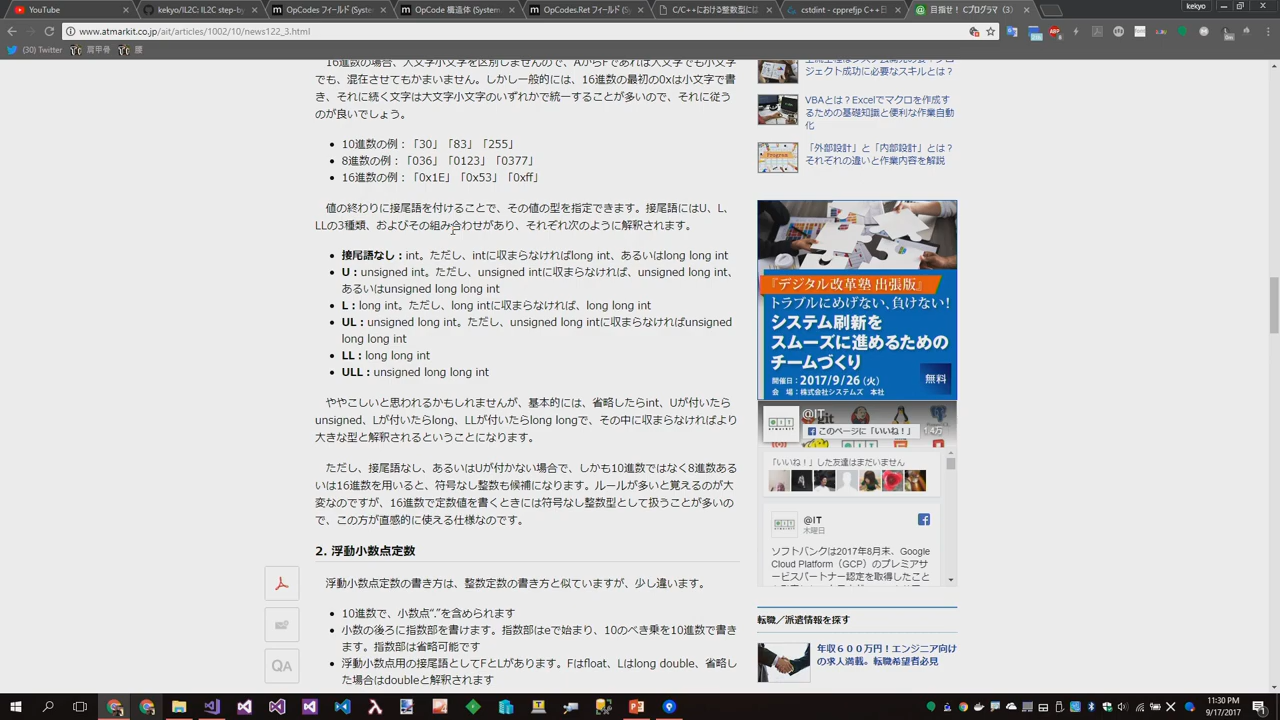 YouTube
kekyo/IL2C: IL2C step-by
OpCodes フィールド (System
OpCode 構造体 (System.
OpCodes.Ret フィールド (S
C/C++における整数型には
cstdint - cpprefjp C++日
目指せ！Cプログラマ（3）
kekyo
www.atmarkit.co.jp/ait/articles/1002/10/news122_3.html
(30) Twitter
肩甲骨
腰
16進数の場合、大文字小文字を区別しませんので、AからFであれば大文字でも小文字
でも、混在させてもかまいません。しかし一般的には、16進数の最初の0xは小文字で書
き、それに続く文字は大文字小文字のいずれかで統一することが多いので、それに従う
のが良いでしょう。
10進数の例：「30」「83」「255」
8進数の例：「036」「0123」「0377」
16進数の例：「0x1E」「0x53」「0xff」
値の終わりに接尾語を付けることで、その値の型を指定できます。接尾語にはU、L、
LLの3種類、およびその組み合わせがあり、それぞれ次のように解釈されます。
接尾語なし：int。ただし、intに収まらなければlong int、あるいはlong long int
U：unsigned int。ただし、unsigned intに収まらなければ、unsigned long int、
あるいはunsigned long long int
L：long int。ただし、long intに収まらなければ、long long int
UL：unsigned long int。ただし、unsigned long intに収まらなければunsigned
long long int
LL：long long int
ULL：unsigned long long int
ややこしいと思われるかもしれませんが、基本的には、省略したらint、Uが付いたら
unsigned、Lが付いたらlong、LLが付いたらlong longで、その中に収まらなければより
大きな型と解釈されるということになります。
ただし、接尾語なし、あるいはUが付かない場合で、しかも10進数ではなく8進数ある
いは16進数を用いると、符号なし整数も候補になります。ルールが多いと覚えるのが大
変なのですが、16進数で定数値を書くときには符号なし整数型として扱うことが多いの
で、この方が直感的に使える仕様なのです。
2. 浮動小数点定数
浮動小数点定数の書き方は、整数定数の書き方と似ていますが、少し違います。
10進数で、小数点“.”を含められます
小数の後ろに指数部を書けます。指数部はeで始まり、10のべき乗を10進数で書き
ます。指数部は省略可能です
浮動小数点用の接尾語としてFとLがあります。Fはfloat、Lはlong double、省略し
た場合はdoubleと解釈されます
QA
ジェクト成功に必要なスキルとは？
VBAとは？Excelでマクロを作成す
るための基礎知識と便利な作業自動
化
Program
「外部設計」と「内部設計」とは？
それぞれの違いと作業内容を解説
『デジタル改革塾 出張版』
トラブルにめげない、負けない！
システム刷新を
スムーズに進めるための
チームづくり
開催日：2017/9/26（火）
会　場：株式会社システムズ 本社
無料
@IT
このページに「いいね！」
1.4万
「いいね！」した友達はまだいません
@IT
木曜日
ソフトバンクは2017年8月末、Google
Cloud Platform（GCP）のプレミアサ
ービスパートナー認定を取得したこと
転職／派遣情報を探す
年収６００万円！エンジニア向け
の求人満載。転職希望者必見
11:30 PM
9/17/2017